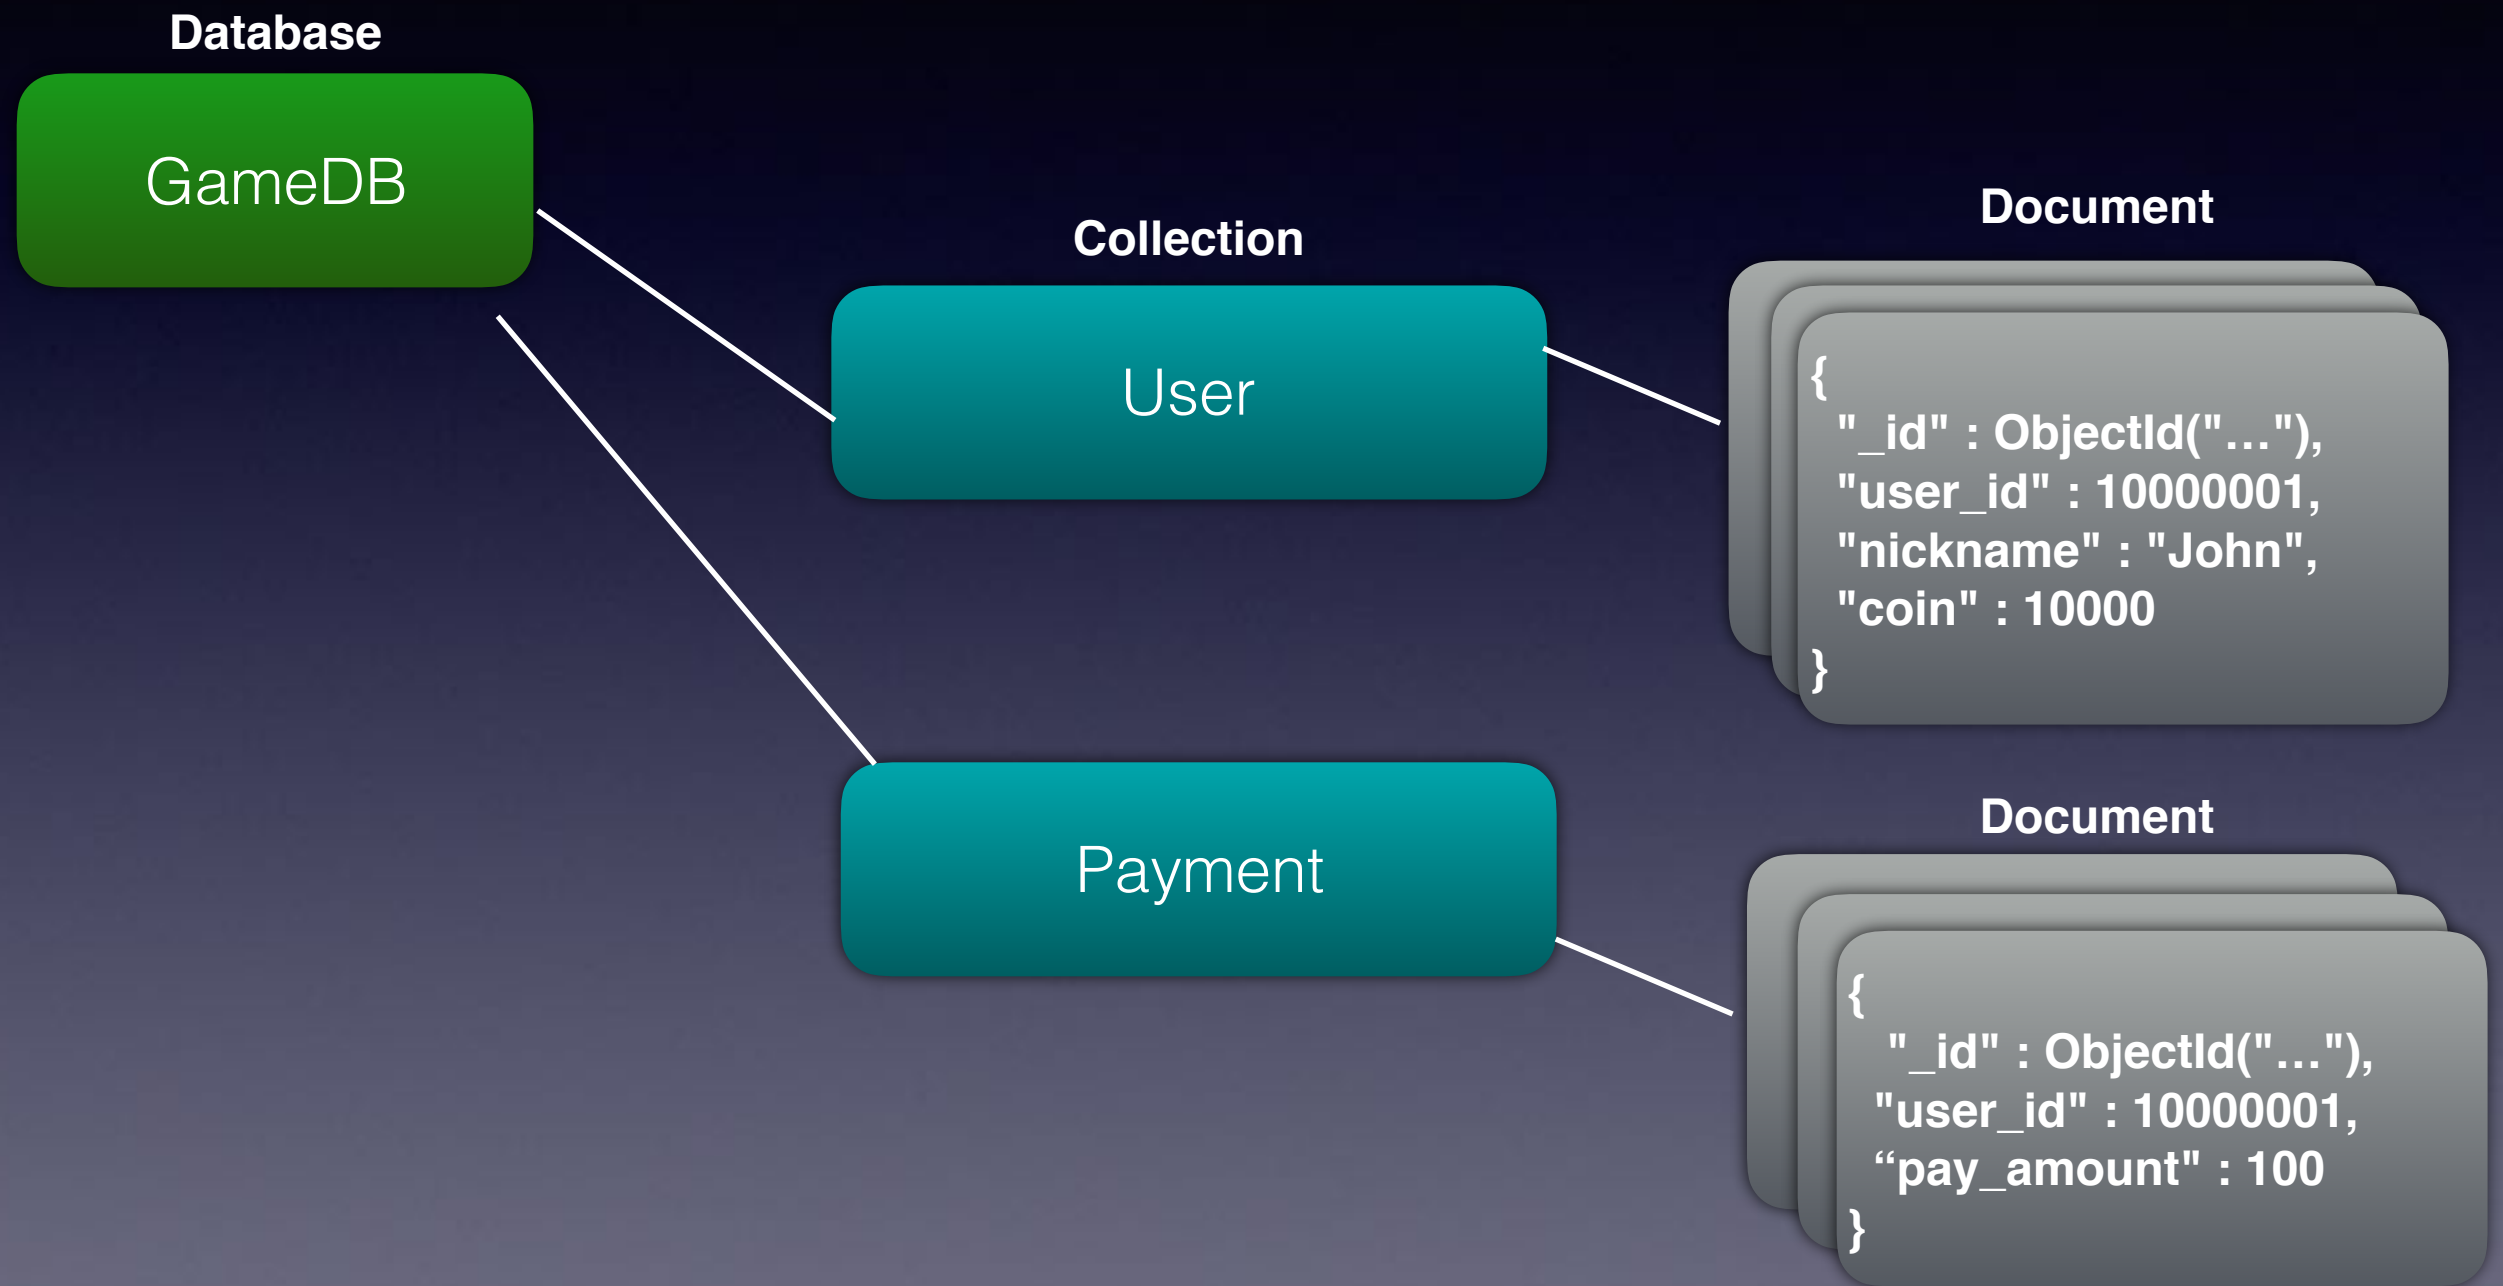 Database
GameDB
Collection
User
Document
{
"_id" : ObjectId("…"),
"user_id" : 10000001,
"nickname" : "John",
"coin" : 10000
}
Payment
Document
{
"_id" : ObjectId("…"),
"user_id" : 10000001,
“pay_amount" : 100
}